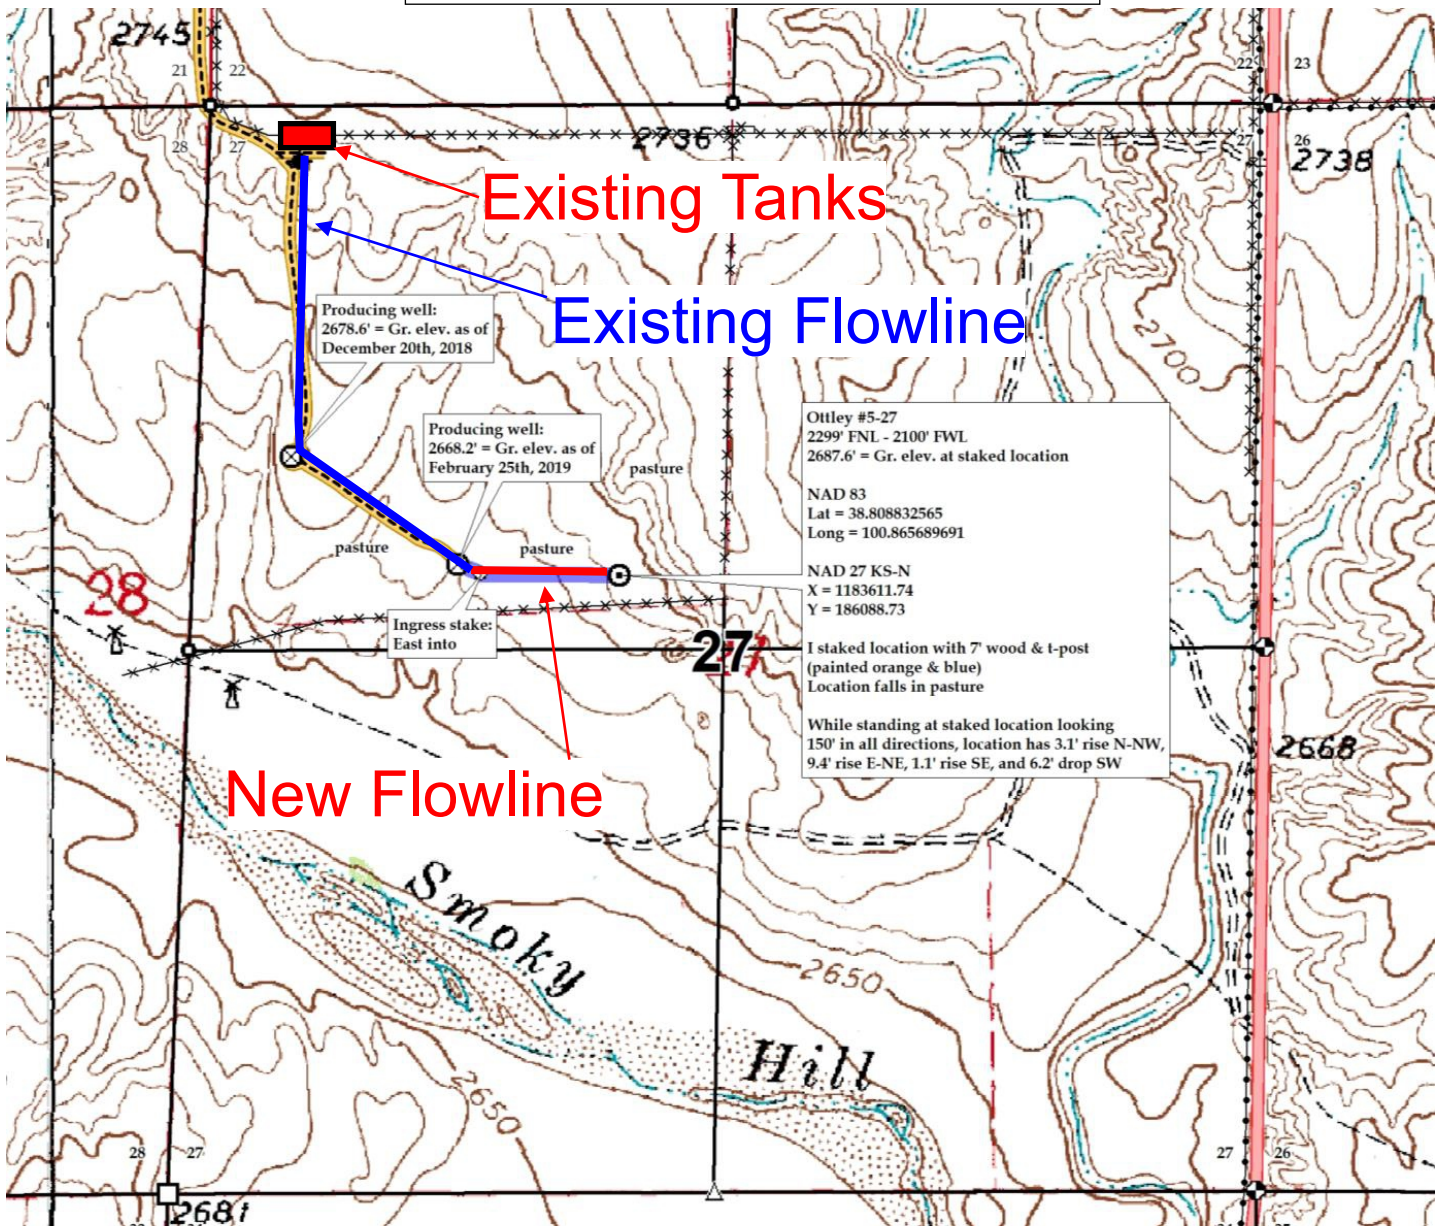 2745
21
22
22
23
28
27
27
26
2736
2738
Existing Tanks
Existing Flowline
2700
Producing well:
2678.6' = Gr. elev. as of
December 20th, 2018
Producing well:
2668.2' = Gr. elev. as of
February 25th, 2019
pasture
Ottley #5-27
2299' FNL - 2100' FWL
2687.6' = Gr. elev. at staked location
NAD 83
Lat = 38.808832565
Long = 100.865689691
NAD 27 KS-N
X = 1183611.74
Y = 186088.73
I staked location with 7' wood & t-post
(painted orange & blue)
Location falls in pasture
While standing at staked location looking
150' in all directions, location has 3.1' rise N-NW,
9.4' rise E-NE, 1.1' rise SE, and 6.2' drop SW
pasture
pasture
28
Ingress stake:
East into
27
2668
New Flowline
Smoky
2650
Hill
2650
28
27
27
26
2681